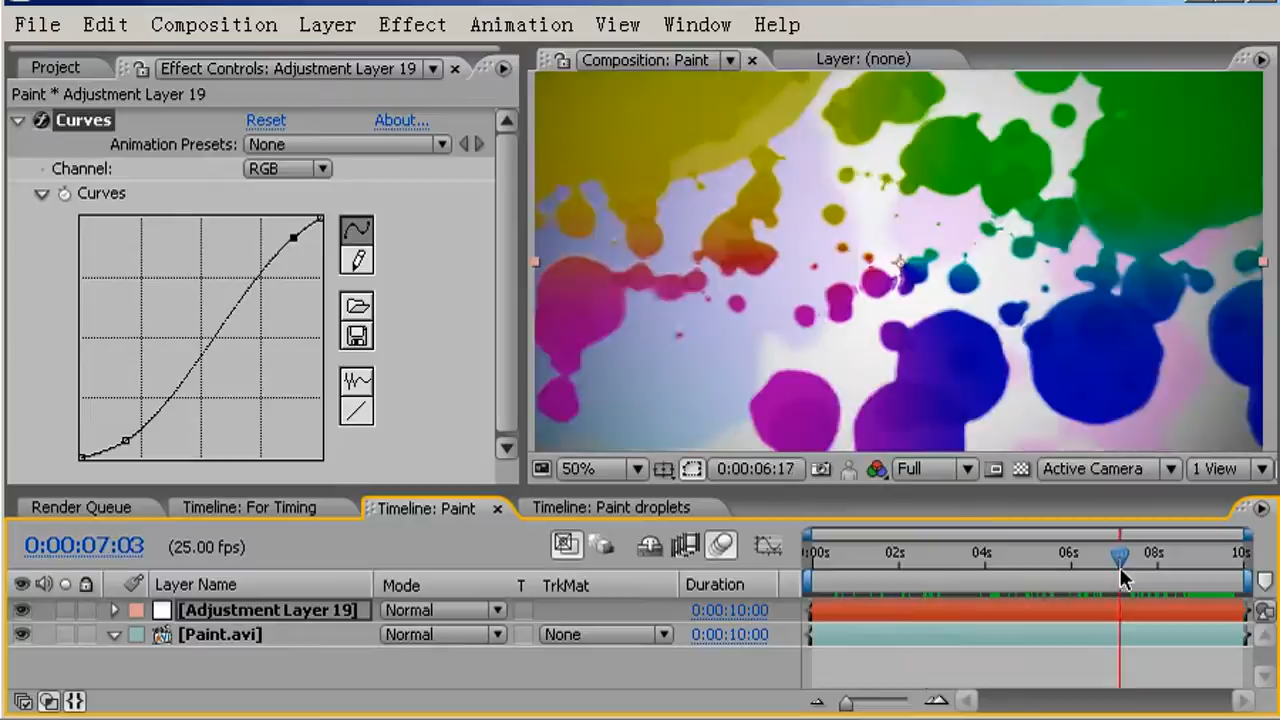 File Edit Composition Layer Effect Animation View Window Help
Project Effect Controls: Adjustment Layer 19
Composition: Paint Layer: (none)
Paint * Adjustment Layer 19
Curves Reset About...
Animation Presets: None
Channel: RGB
Curves
50% 0:00:06:17 Full Active Camera 1 View
Render Queue Timeline: For Timing Timeline: Paint Timeline: Paint droplets
0:00:07:03 (25.00 fps)
:00s 02s 04s 06s 08s 10s
Layer Name Mode T TrkMat Duration
[Adjustment Layer 19] Normal 0:00:10:00
[Paint.avi] Normal None 0:00:10:00